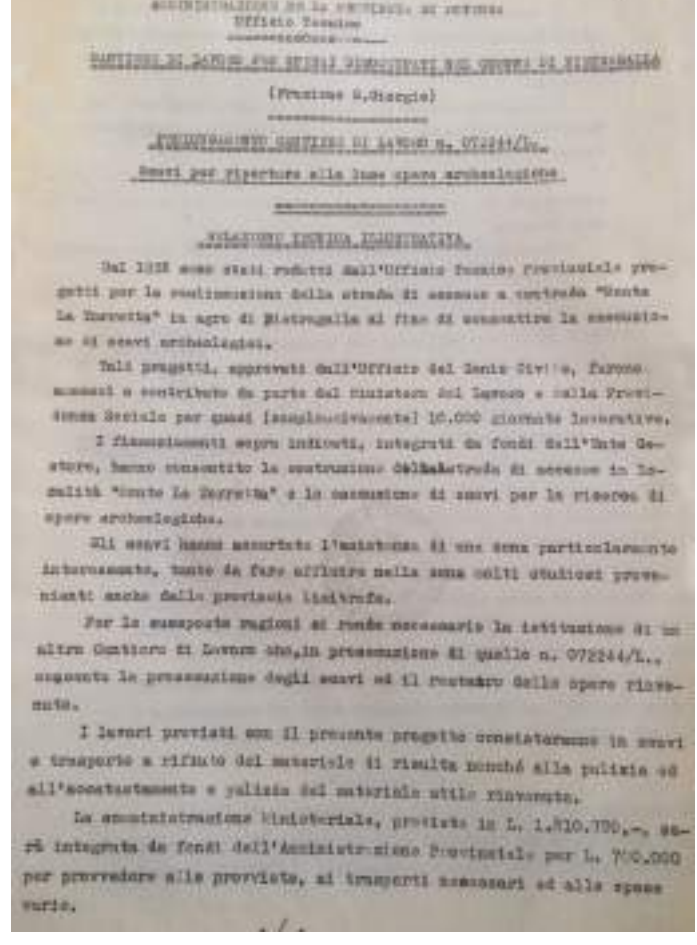 AMMINISTRAZIONE DELLA PROVINCIA DI POTENZA
Ufficio Tecnico
CANTIERE DI LAVORO PER OPERAI DISOCCUPATI NEL COMUNE DI PIETRAGALLA
(Frazione S.Giorgio)
PROLUNGAMENTO CANTIERE DI LAVORO n. 072244/L.
Scavi per riportare alla luce opere archeologiche
RELAZIONE TECNICA ILLUSTRATIVA
Dal 1958 sono stati redatti dall'Ufficio Tecnico Provinciale pro-
getti per la continuazione della strada di accesso a contrada "Monte
La Torretta" in agro di Pietragalla al fine di consentire la esecuzio-
ne di scavi archeologici.
Tali progetti, approvati dall'Ufficio del Genio Civile, furono
ammessi a contributo da parte del Ministero del Lavoro e della Previ-
denza Sociale per quasi (complessivamente) 10.000 giornate lavorative.
I finanziamenti sopra indicati, integrati da fondi dell'Ente Ge-
store, hanno consentito la costruzione strada di accesso in lo-
calità "Monte La Torretta" e la esecuzione di scavi per la ricerca di
opere archeologiche.
Gli scavi hanno accertato l'esistenza di una zona particolarmente
interessante, tanto da fare affluire nella zona molti studiosi prove-
nienti anche dalle provincie limitrofe.
Per le suesposte ragioni si rende necessario la istituzione di un
altro Cantiere di Lavoro che,in prosecuzione di quello n. 072244/L.,
consenta la prosecuzione degli scavi ed il restauro delle opere rinve-
nute.
I lavori previsti con il presente progetto consisteranno in scavi
e trasporto a rifiuto del materiale di risulta nonché alla pulizia ed
all'accatastamento e pulizia del materiale utile rinvenuto.
La amministrazione Ministeriale, prevista in L. 1.810.700,-, sa-
rà integrata da fondi dell'Amministrazione Provinciale per L. 700.000
per provvedere alle provviste, ai trasporti necessari ed alle spese
varie.
./.